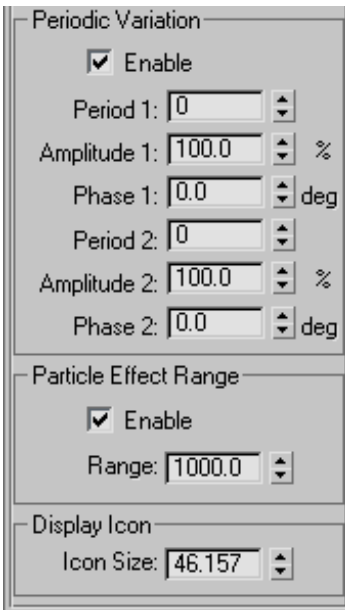 Periodic Variation
Enable
Period 1: 0
Amplitude 1: 100.0 %
Phase 1: 0.0 deg
Period 2: 0
Amplitude 2: 100.0 %
Phase 2: 0.0 deg
Particle Effect Range
Enable
Range: 1000.0
Display Icon
Icon Size: 46.157